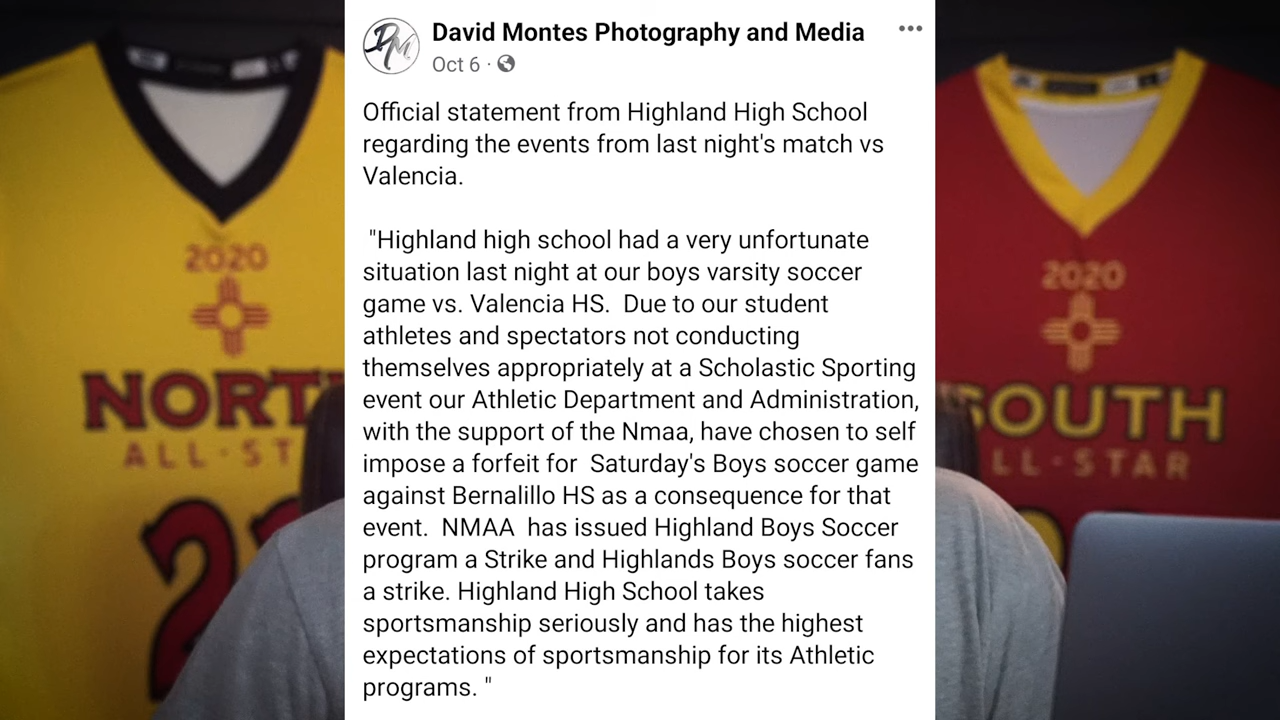 David Montes Photography and Media
Oct 6 ·
Official statement from Highland High School
regarding the events from last night's match vs
Valencia.
"Highland high school had a very unfortunate
situation last night at our boys varsity soccer
game vs. Valencia HS.  Due to our student
athletes and spectators not conducting
themselves appropriately at a Scholastic Sporting
event our Athletic Department and Administration,
with the support of the Nmaa, have chosen to self
impose a forfeit for  Saturday's Boys soccer game
against Bernalillo HS as a consequence for that
event.  NMAA  has issued Highland Boys Soccer
program a Strike and Highlands Boys soccer fans
a strike. Highland High School takes
sportsmanship seriously and has the highest
expectations of sportsmanship for its Athletic
programs. "
DM
2020
NORT
ALL·ST
2
2020
SOUTH
LL·STAR